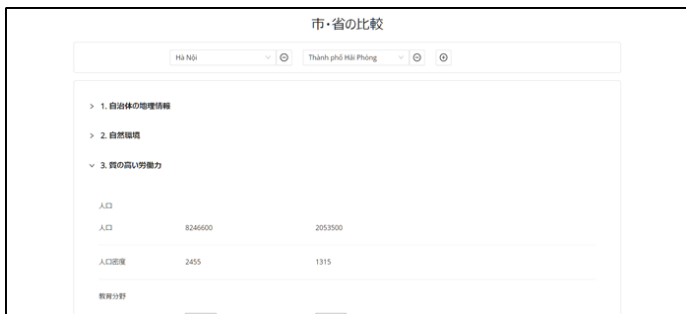 市・省の比較
Hà Nội Thành phố Hải Phòng
1. 自治体の地理情報
2. 自然環境
3. 質の高い労働力
人口
人口 8246600 2053500
人口密度 2455 1315
教育分野